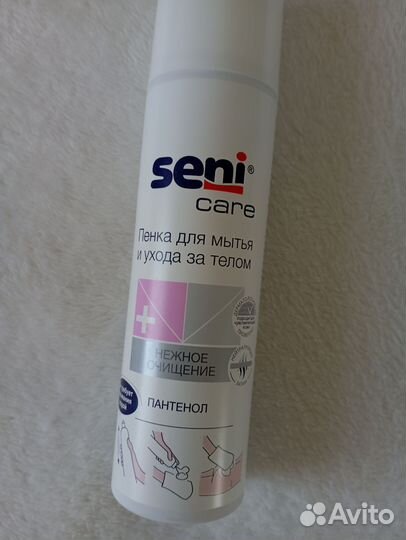 seni®
care
Пенка для мытья
и ухода за телом
НЕЖНОЕ
ОЧИЩЕНИЕ
ПАНТЕНОЛ
Avito